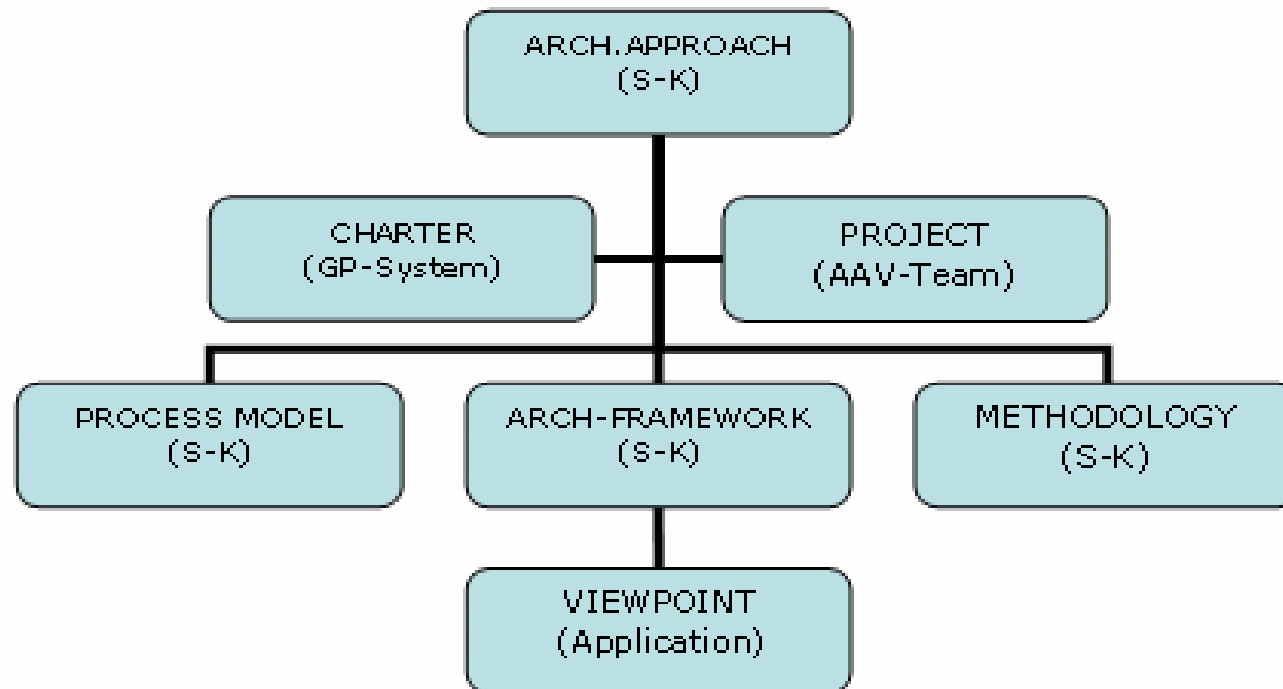 ARCH.APPROACH
(S-K)
CHARTER
(GP-System)
PROJECT
(AAV-Team)
PROCESS MODEL
(S-K)
ARCH-FRAMEWORK
(S-K)
METHODOLOGY
(S-K)
VIEWPOINT
(Application)